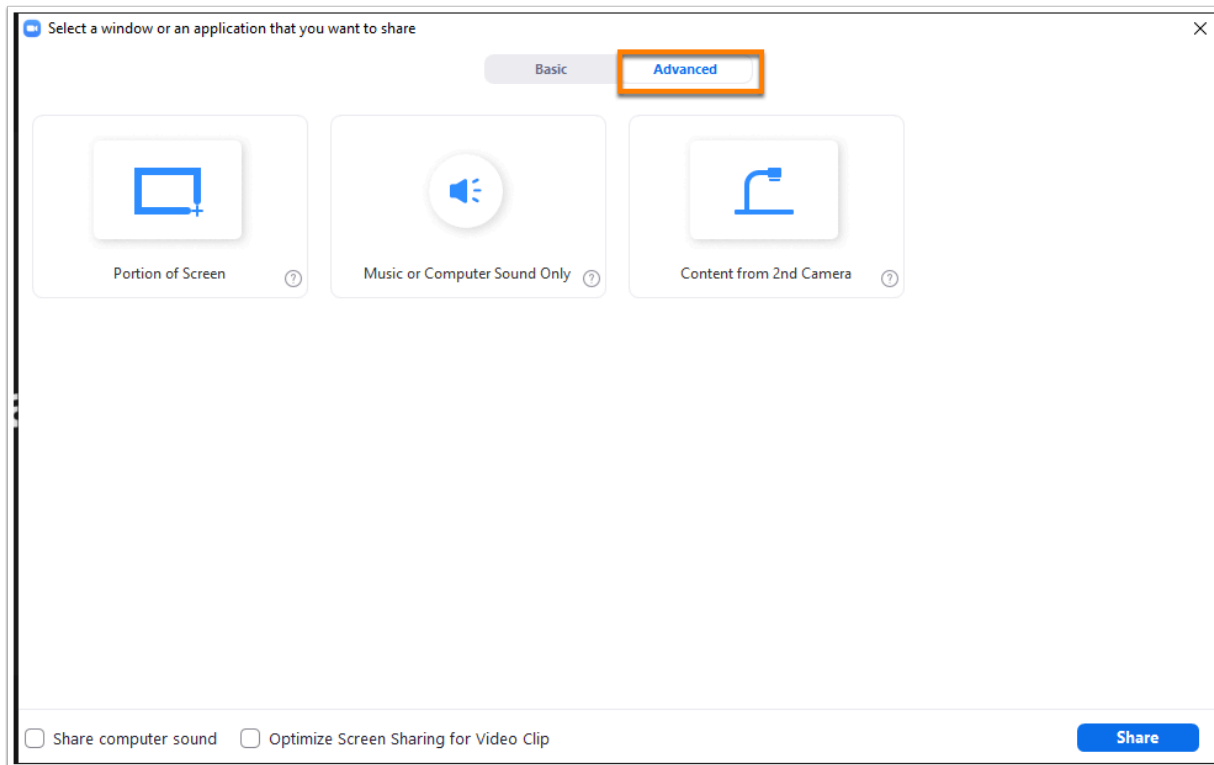 Select a window or an application that you want to share
Basic
Advanced
Portion of Screen
Music or Computer Sound Only
Content from 2nd Camera
Share computer sound
Optimize Screen Sharing for Video Clip
Share